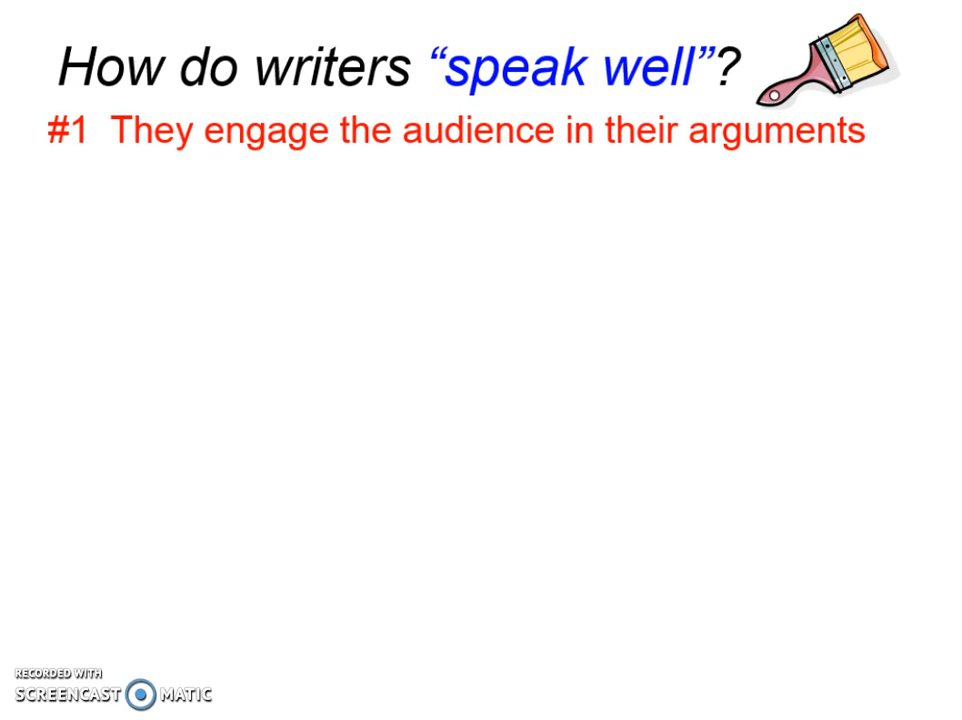 How do writers “speak well”?
#1 They engage the audience in their arguments
RECORDED WITH
SCREENCAST MATIC